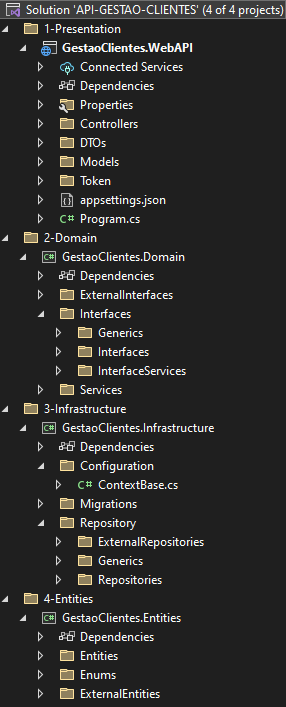 Solution 'API-GESTAO-CLIENTES' (4 of 4 projects)
1-Presentation
GestaoClientes.WebAPI
Connected Services
Dependencies
Properties
Controllers
DTOs
Models
Token
appsettings.json
C# Program.cs
2-Domain
C# GestaoClientes.Domain
Dependencies
ExternalInterfaces
Interfaces
Generics
Interfaces
InterfaceServices
Services
3-Infrastructure
C# GestaoClientes.Infrastructure
Dependencies
Configuration
C# ContextBase.cs
Migrations
Repository
ExternalRepositories
Generics
Repositories
4-Entities
C# GestaoClientes.Entities
Dependencies
Entities
Enums
ExternalEntities